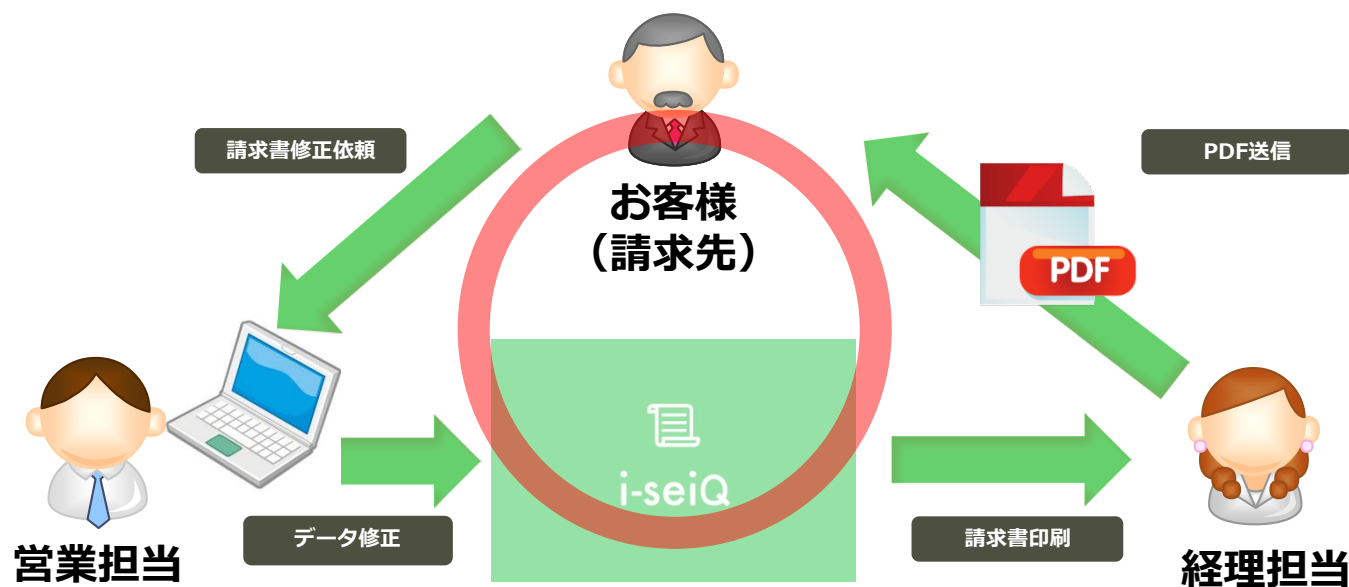 請求書修正依頼
PDF送信
お客様
（請求先）
PDF
i-seiQ
データ修正
請求書印刷
営業担当
経理担当